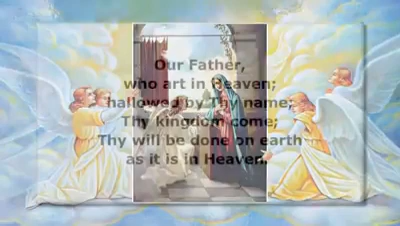 Our Father,
who art in Heaven;
hallowed by Thy name;
Thy kingdom come;
Thy will be done on earth
as it is in Heaven.